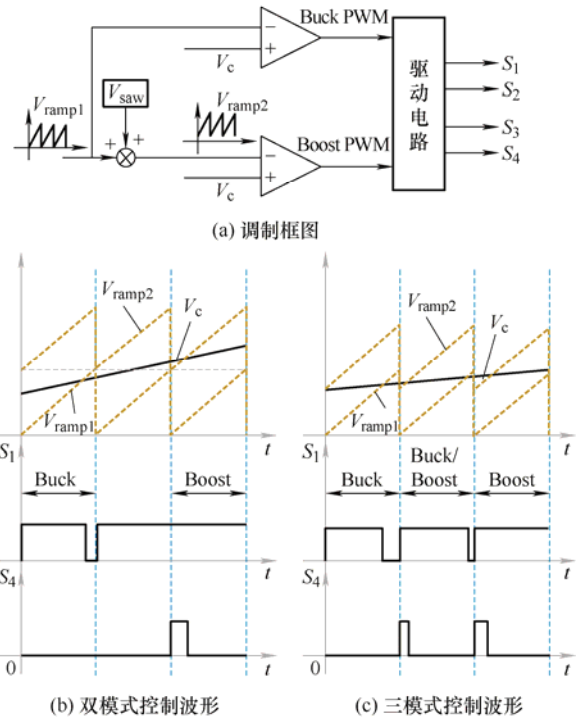 Buck PWM
V_c
V_ramp1
V_saw
V_ramp2
Boost PWM
V_c
驱动电路
S_1
S_2
S_3
S_4
(a) 调制框图
V_ramp2
V_c
V_ramp1
t
S_1
Buck
Boost
t
S_4
0
t
(b) 双模式控制波形
V_ramp2
V_c
V_ramp1
t
S_1
Buck
Buck/
Boost
Boost
t
S_4
t
(c) 三模式控制波形